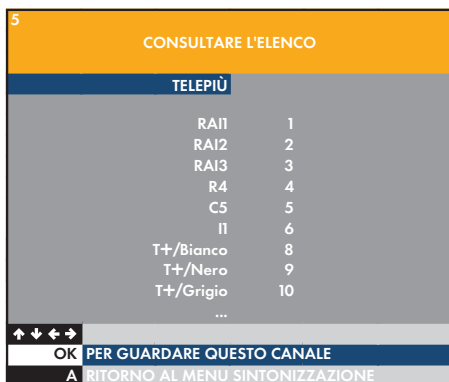 5
CONSULTARE L'ELENCO
TELEPIÙ
RAI1 1
RAI2 2
RAI3 3
R4 4
C5 5
I1 6
T+/Bianco 8
T+/Nero 9
T+/Grigio 10
...
OK PER GUARDARE QUESTO CANALE
A RITORNO AL MENU SINTONIZZAZIONE